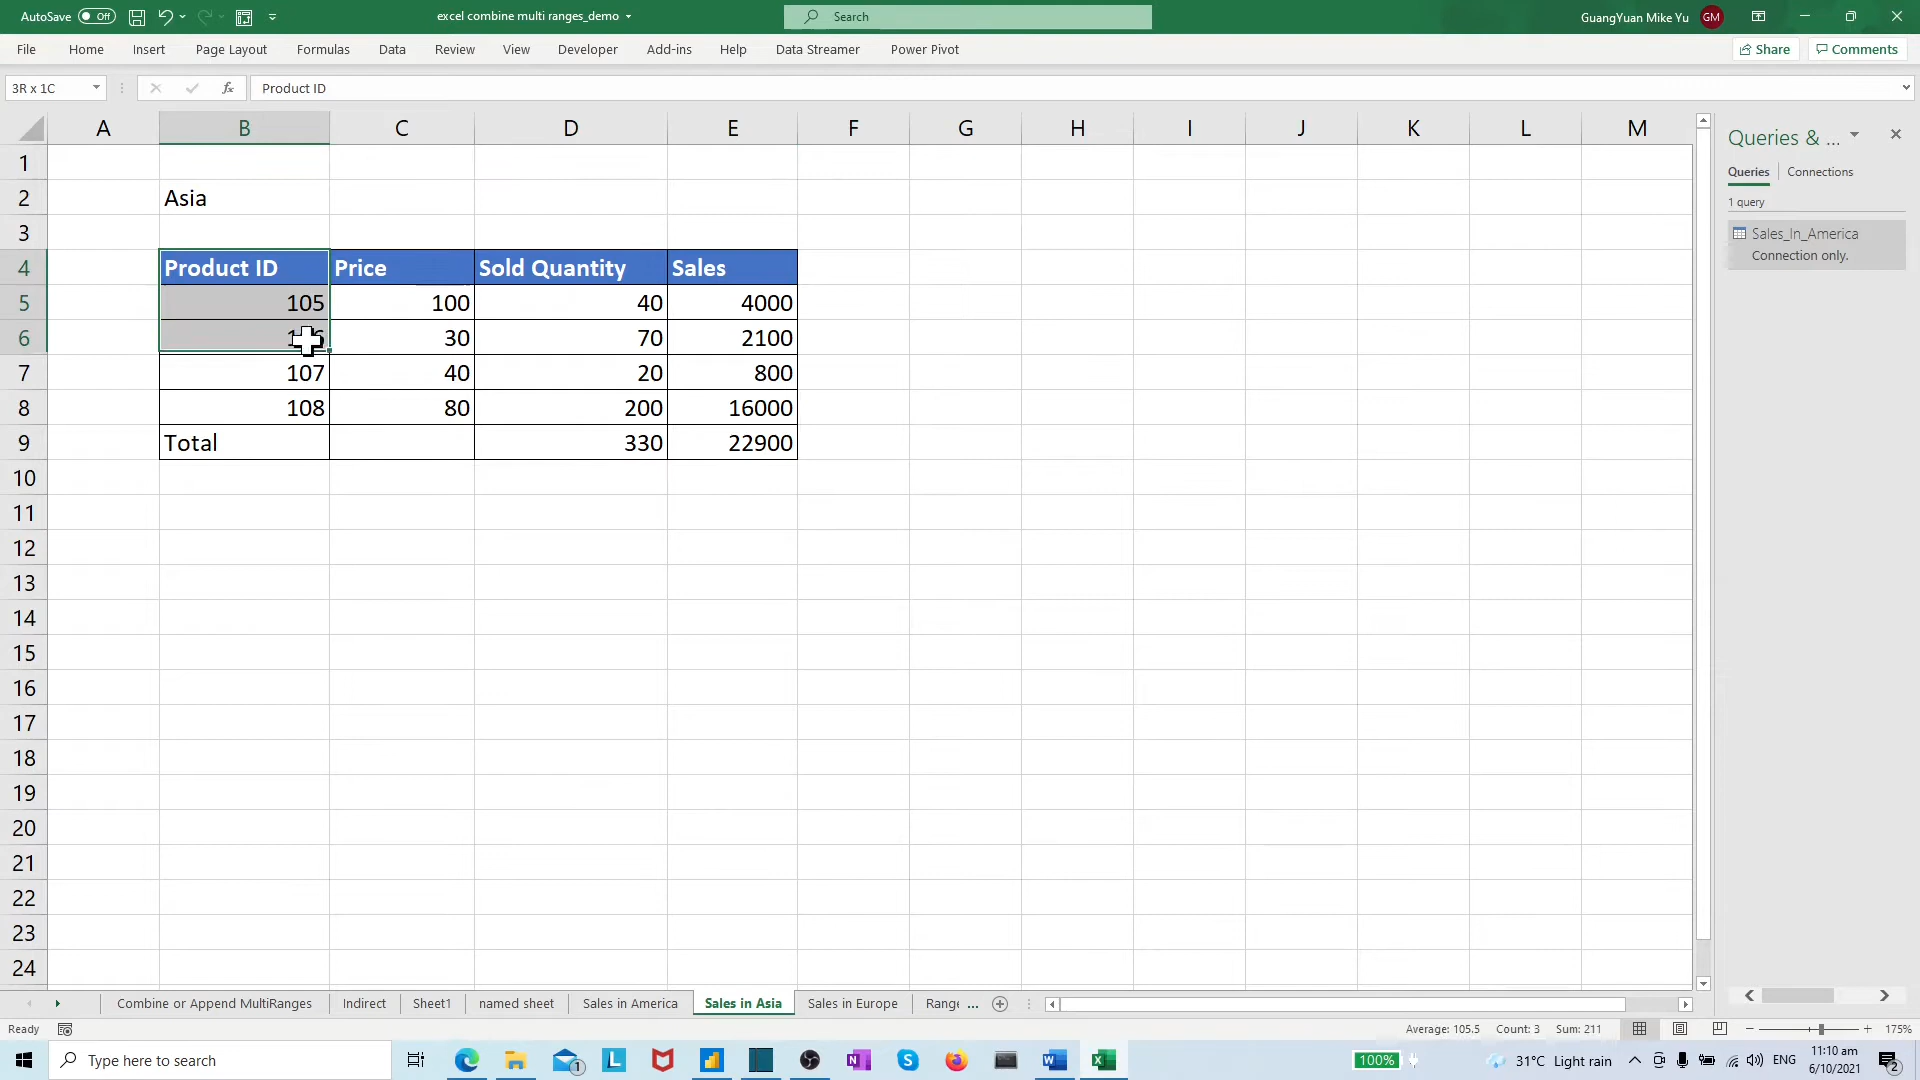 AutoSave Off excel combine multi ranges_demo Search GuangYuan Mike Yu GM
File Home Insert Page Layout Formulas Data Review View Developer Add-ins Help Data Streamer Power Pivot Share Comments
3R x 1C fx Product ID
A B C D E F G H I J K L M
1
2 Asia
3
4 Product ID Price Sold Quantity Sales
5 105 100 40 4000
6 30 70 2100
7 107 40 20 800
8 108 80 200 16000
9 Total 330 22900
10
11
12
13
14
15
16
17
18
19
20
21
22
23
24
Queries & ...
Queries Connections
1 query
Sales_In_America
Connection only.
Combine or Append MultiRanges Indirect Sheet1 named sheet Sales in America Sales in Asia Sales in Europe Range ...
Ready Average: 105.5 Count: 3 Sum: 211 175%
Type here to search 100% 31°C Light rain ENG 11:10 am
6/10/2021 2